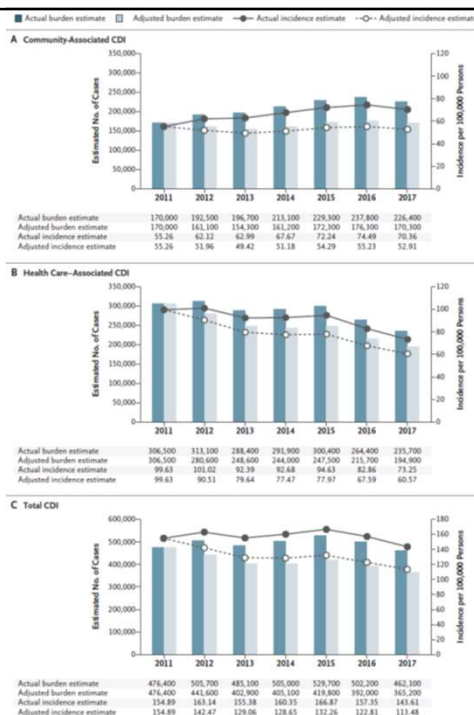 Actual burden estimate Adjusted burden estimate Actual incidence estimate Adjusted incidence estimat
A Community-Associated CDI
Estimated No. of Cases
350,000
300,000
250,000
200,000
150,000
100,000
50,000
0
120
100
80
60
40
20
0
Incidence per 100,000 Persons
2011 2012 2013 2014 2015 2016 2017
Actual burden estimate 170,000 192,500 196,700 213,100 229,300 237,800 226,400
Adjusted burden estimate 170,000 161,100 154,300 161,200 172,300 176,300 170,300
Actual incidence estimate 55.26 62.12 62.99 67.67 72.24 74.49 70.36
Adjusted incidence estimate 55.26 51.96 49.42 51.18 54.29 55.23 52.91
B Health Care–Associated CDI
Estimated No. of Cases
350,000
300,000
250,000
200,000
150,000
100,000
50,000
0
120
100
80
60
40
20
0
Incidence per 100,000 Persons
2011 2012 2013 2014 2015 2016 2017
Actual burden estimate 306,500 313,100 288,400 291,900 300,400 264,400 235,700
Adjusted burden estimate 306,500 280,600 248,600 244,000 247,500 215,700 194,900
Actual incidence estimate 99.63 101.02 92.39 92.68 94.63 82.86 73.25
Adjusted incidence estimate 99.63 90.51 79.64 77.47 77.97 67.59 60.57
C Total CDI
Estimated No. of Cases
600,000
500,000
400,000
300,000
200,000
100,000
0
180
160
140
120
100
80
60
40
20
0
Incidence per 100,000 Persons
2011 2012 2013 2014 2015 2016 2017
Actual burden estimate 476,400 505,700 485,100 505,000 529,700 502,200 462,100
Adjusted burden estimate 476,400 441,600 402,900 405,100 419,800 392,000 365,200
Actual incidence estimate 154.89 163.14 155.38 160.35 166.87 157.35 143.61
Adjusted incidence estimate 154.89 142.47 129.06 128.65 132.26 122.81 113.48